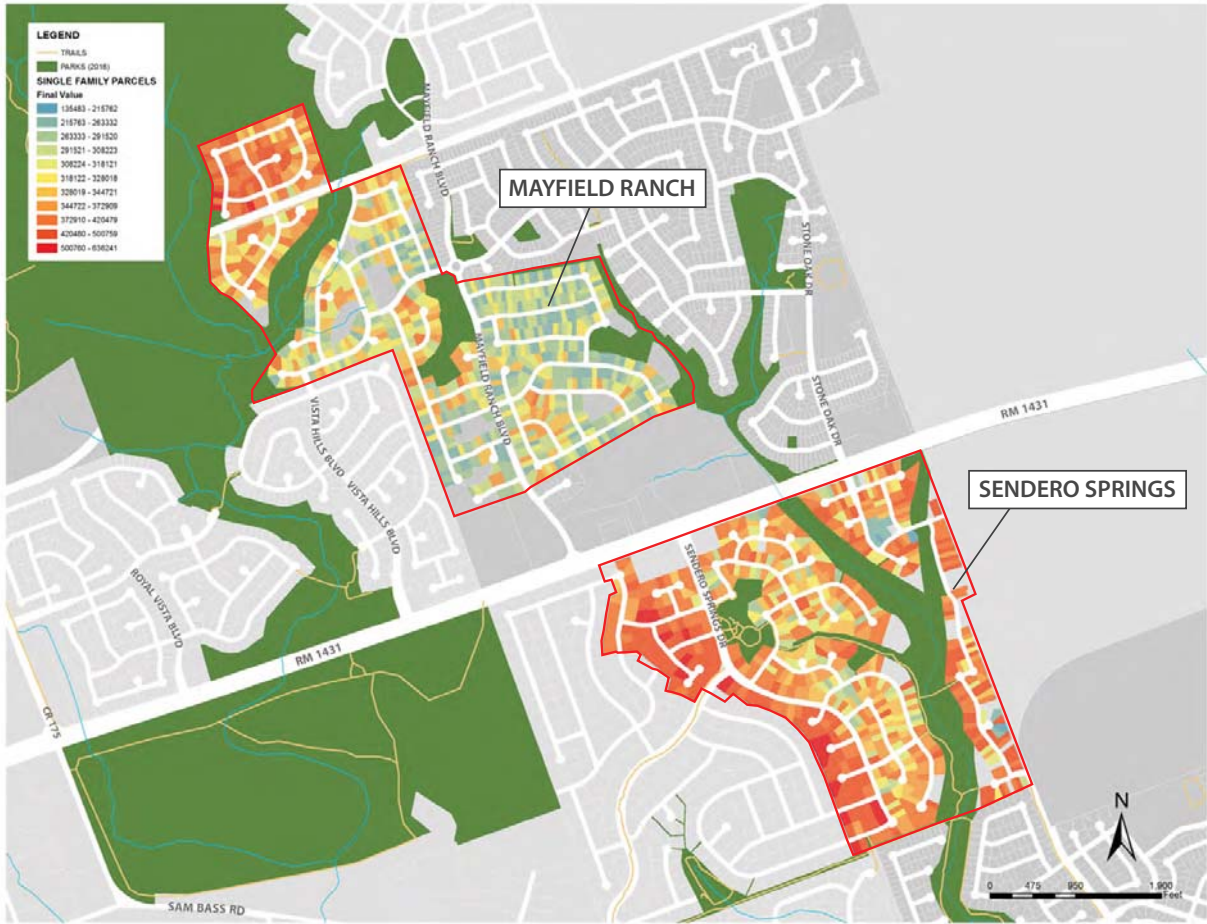 LEGEND
TRAILS
PARKS (2016)
SINGLE FAMILY PARCELS
Final Value
135483 - 215762
215763 - 263332
263333 - 291520
291521 - 308223
308224 - 318121
318122 - 328018
328019 - 344721
344722 - 372909
372910 - 420479
420480 - 500759
500760 - 636241
MAYFIELD RANCH BLVD
MAYFIELD RANCH
STONE OAK DR
MAYFIELD RANCH BLVD
STONE OAK DR
RM 1431
VISTA HILLS BLVD
VISTA HILLS BLVD
SENDERO SPRINGS
SENDERO SPRINGS DR
ROYAL VISTA BLVD
RM 1431
CR 175
SAM BASS RD
N
0 475 950 1,900
Feet